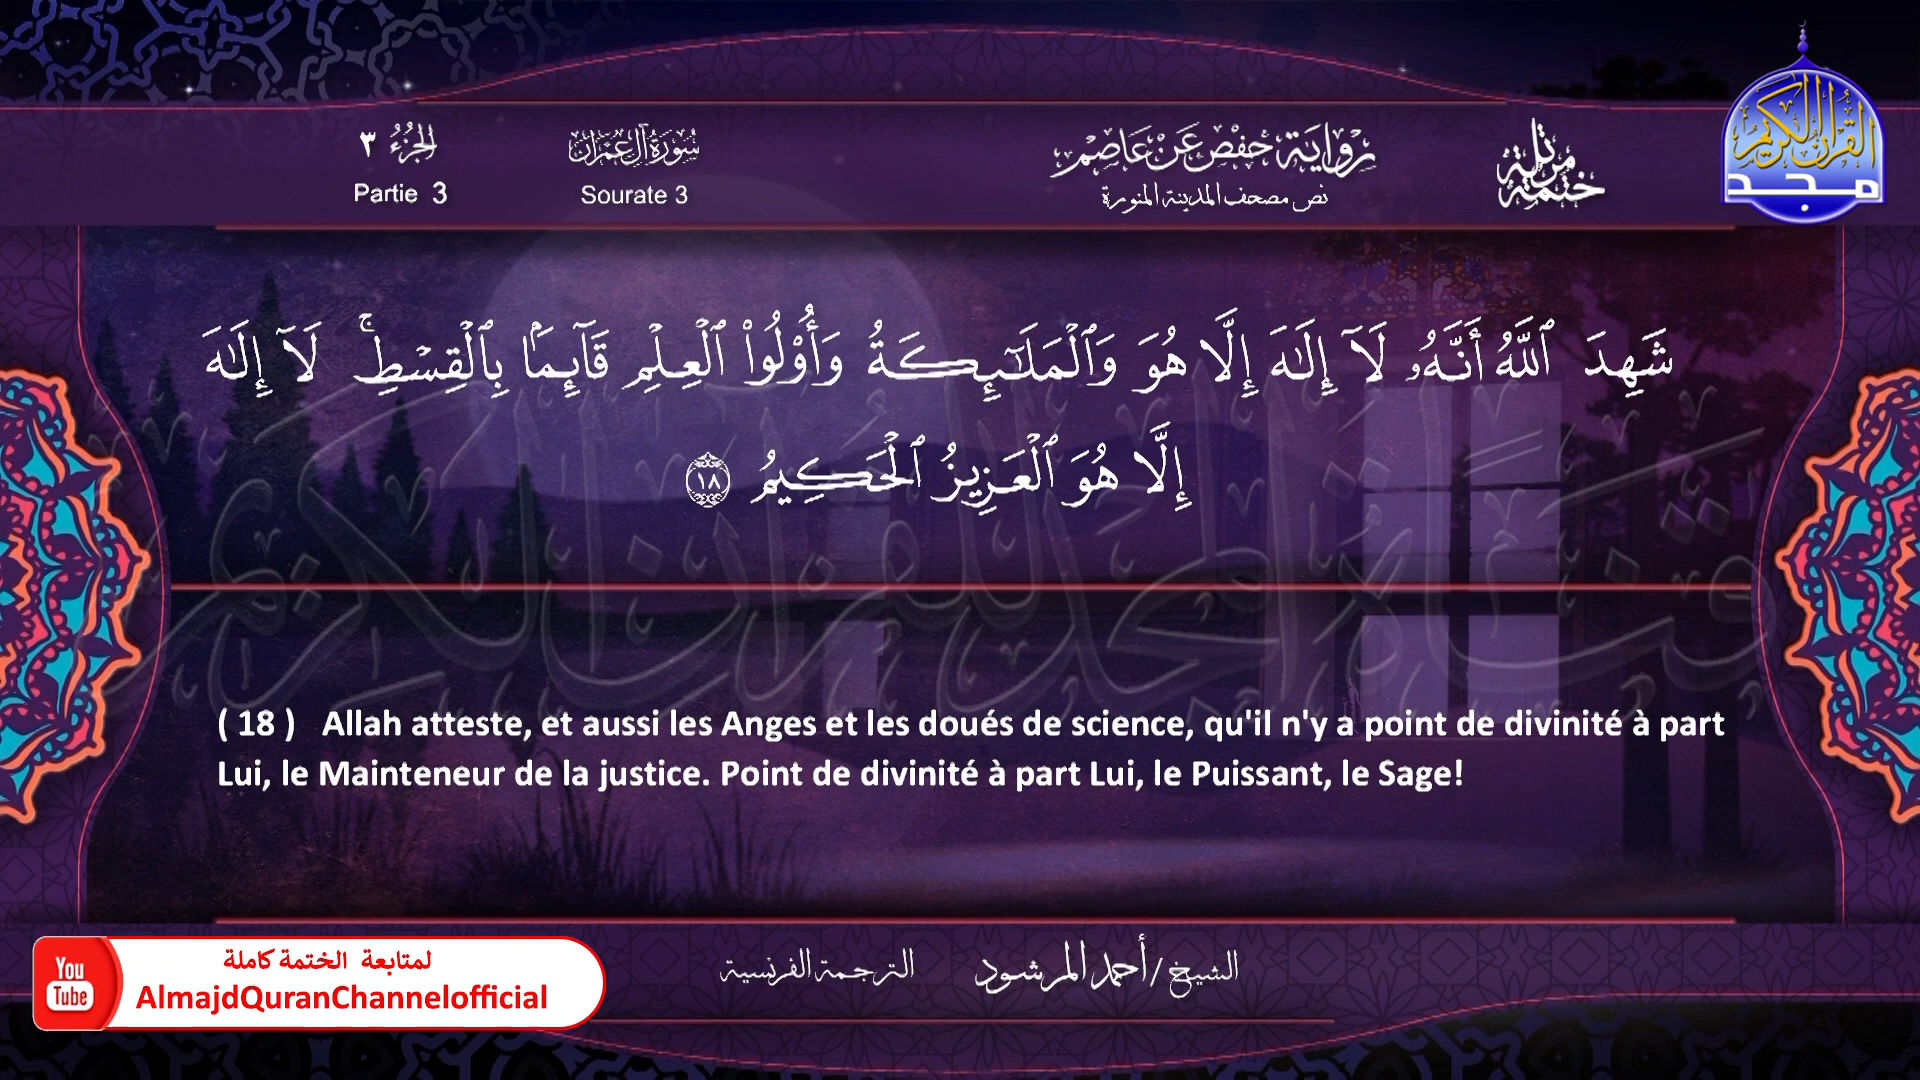 القرآن الكريم
مجد
ختمة مرتلة
رواية حفص عن عاصم
نص مصحف المدينة المنورة
سورة آل عمران
Sourate 3
الجزء ٣
Partie 3
شَهِدَ ٱللَّهُ أَنَّهُۥ لَآ إِلَٰهَ إِلَّا هُوَ وَٱلْمَلَٰٓئِكَةُ وَأُو۟لُوا۟ ٱلْعِلْمِ قَآئِمًۢا بِٱلْقِسْطِ ۚ لَآ إِلَٰهَ
إِلَّا هُوَ ٱلْعَزِيزُ ٱلْحَكِيمُ ١٨
قناة المجد للقرآن الكريم
( 18 ) Allah atteste, et aussi les Anges et les doués de science, qu'il n'y a point de divinité à part
Lui, le Mainteneur de la justice. Point de divinité à part Lui, le Puissant, le Sage!
الشيخ / أحمد المرشود
الترجمة الفرنسية
You
Tube
لمتابعة الختمة كاملة
AlmajdQuranChannelofficial